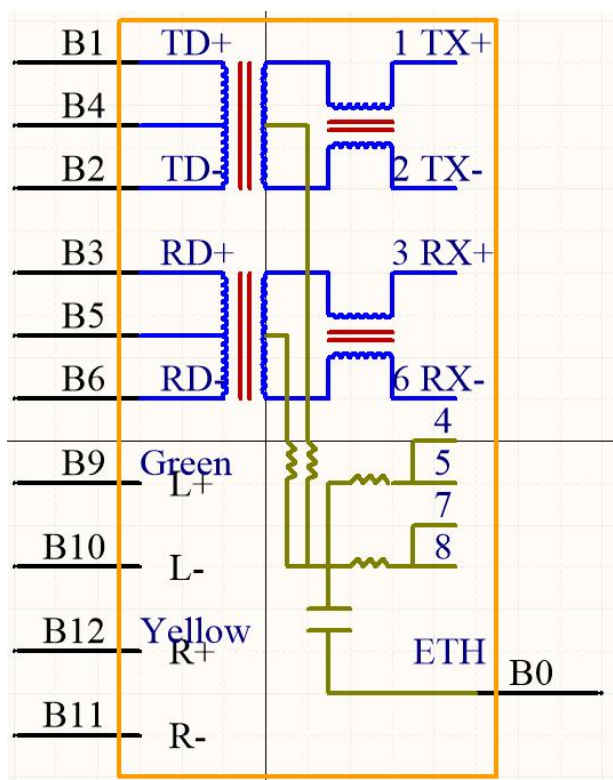 B1 TD+ 1 TX+
B4
B2 TD- 2 TX-
B3 RD+ 3 RX+
B5
B6 RD- 6 RX-
4
B9 Green 5
L+
7
B10 8
L-
B12 Yellow ETH
R+
B0
B11
R-